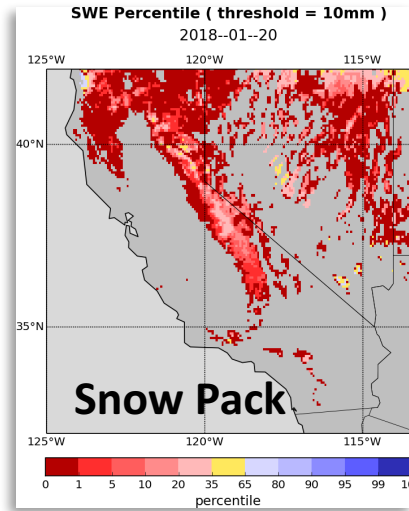 SWE Percentile ( threshold = 10mm )
2018--01--20
125°W 120°W 115°W
40°N
35°N
Snow Pack
125°W 120°W 115°W
0 1 5 10 20 35 65 80 90 95 99 10
percentile